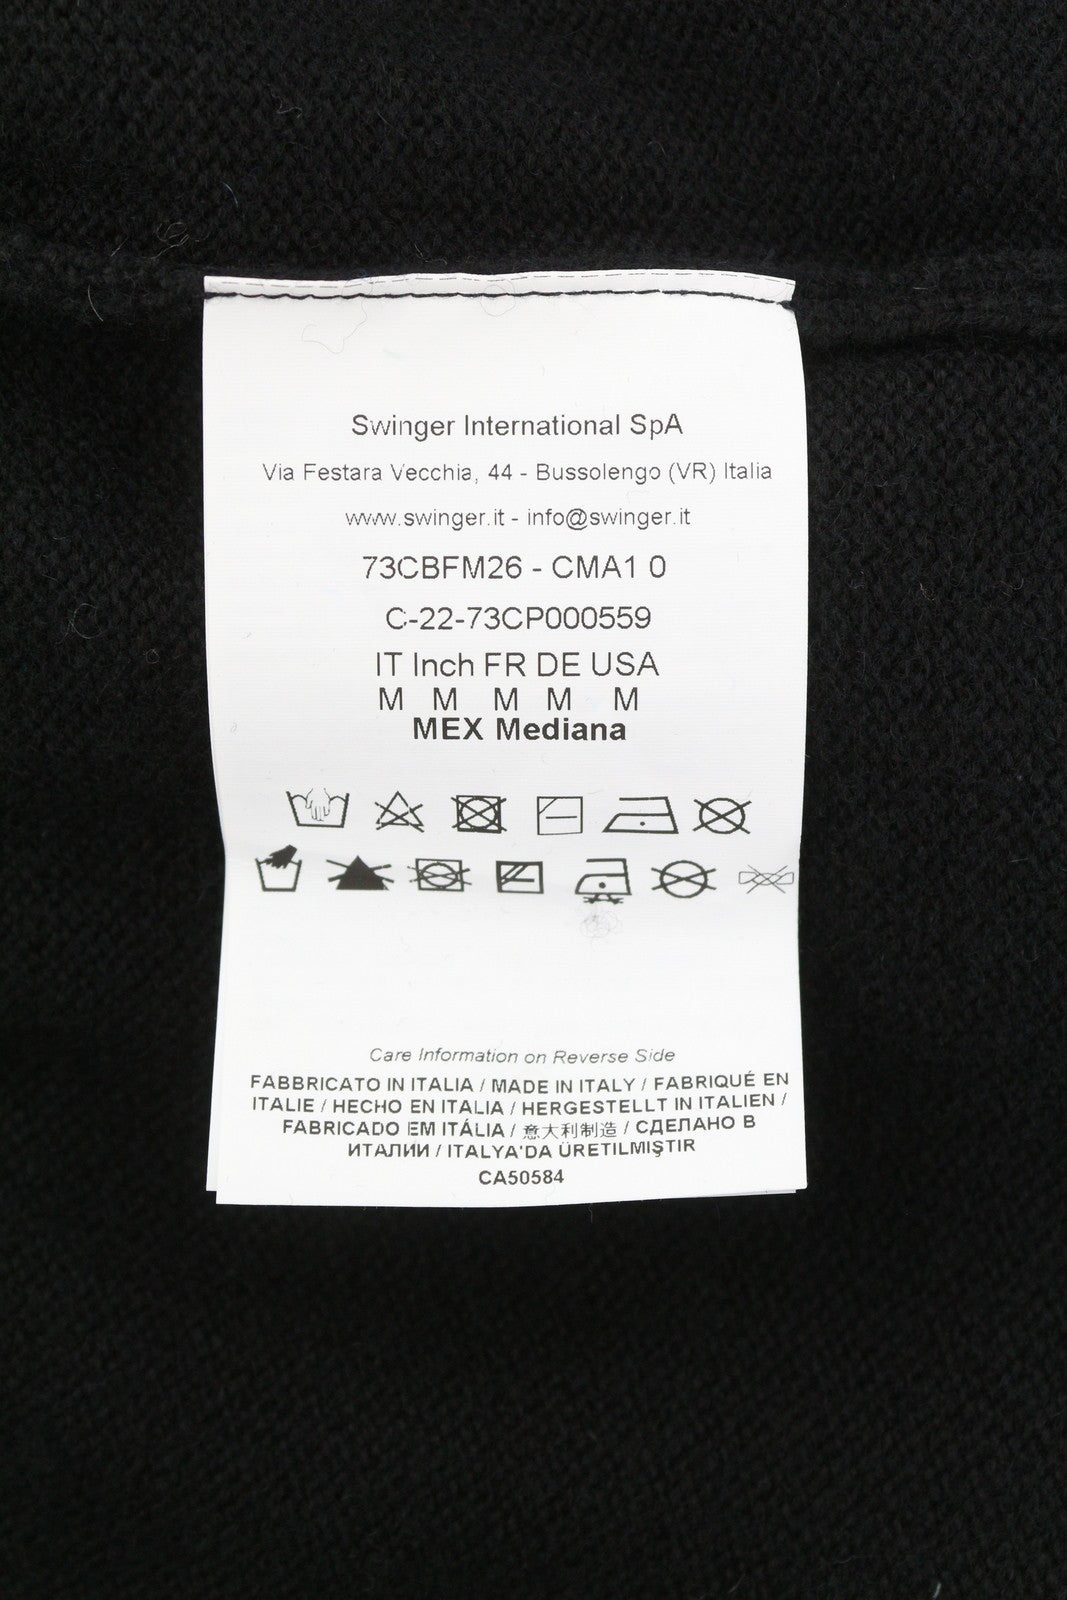 Swinger International SpA
Via Festara Vecchia, 44 - Bussolengo (VR) Italia
www.swinger.it - info@swinger.it
73CBFM26 - CMA1 0
C-22-73CP000559
IT Inch FR DE USA
M M M M M
MEX Mediana
Care Information on Reverse Side
FABBRICATO IN ITALIA / MADE IN ITALY / FABRIQUÉ EN
ITALIE / HECHO EN ITALIA / HERGESTELLT IN ITALIEN /
FABRICADO EM ITÁLIA / 意大利制造 / СДЕЛАНО В
ИТАЛИИ / ITALYA'DA ÜRETILMIŞTIR
CA50584